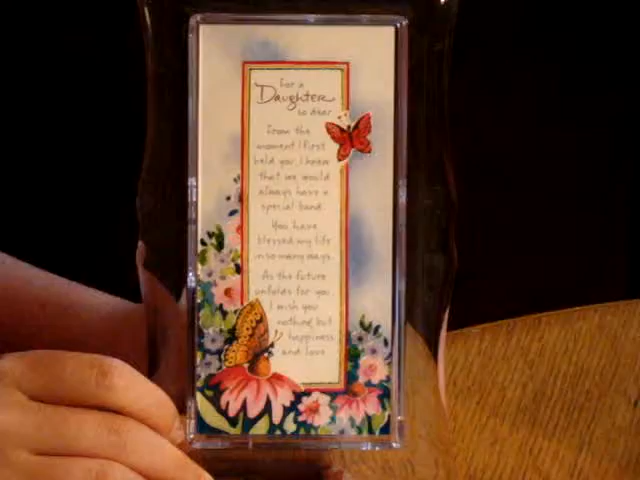 For a
Daughter
so dear
From the
moment I first
held you, I knew
that we would
always have a
special bond.
You have
blessed my life
in so many ways.
As the future
unfolds for you
I wish you
nothing but
happiness
and love